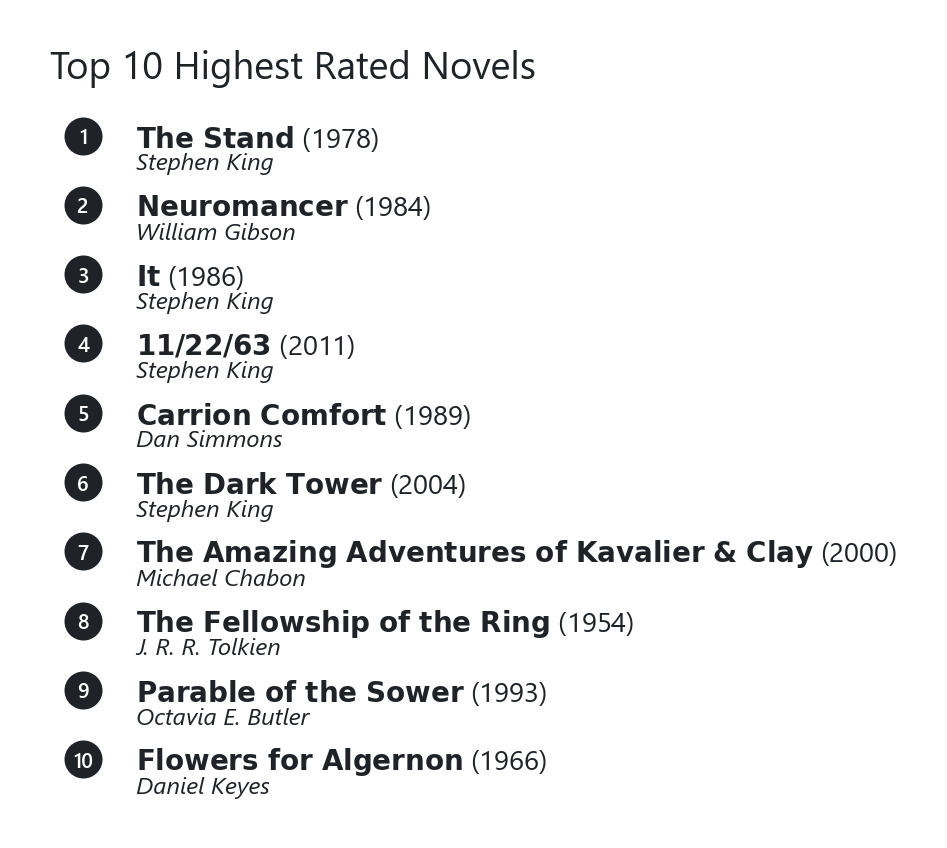 Top 10 Highest Rated Novels
1 The Stand (1978)
Stephen King
2 Neuromancer (1984)
William Gibson
3 It (1986)
Stephen King
4 11/22/63 (2011)
Stephen King
5 Carrion Comfort (1989)
Dan Simmons
6 The Dark Tower (2004)
Stephen King
7 The Amazing Adventures of Kavalier & Clay (2000)
Michael Chabon
8 The Fellowship of the Ring (1954)
J. R. R. Tolkien
9 Parable of the Sower (1993)
Octavia E. Butler
10 Flowers for Algernon (1966)
Daniel Keyes